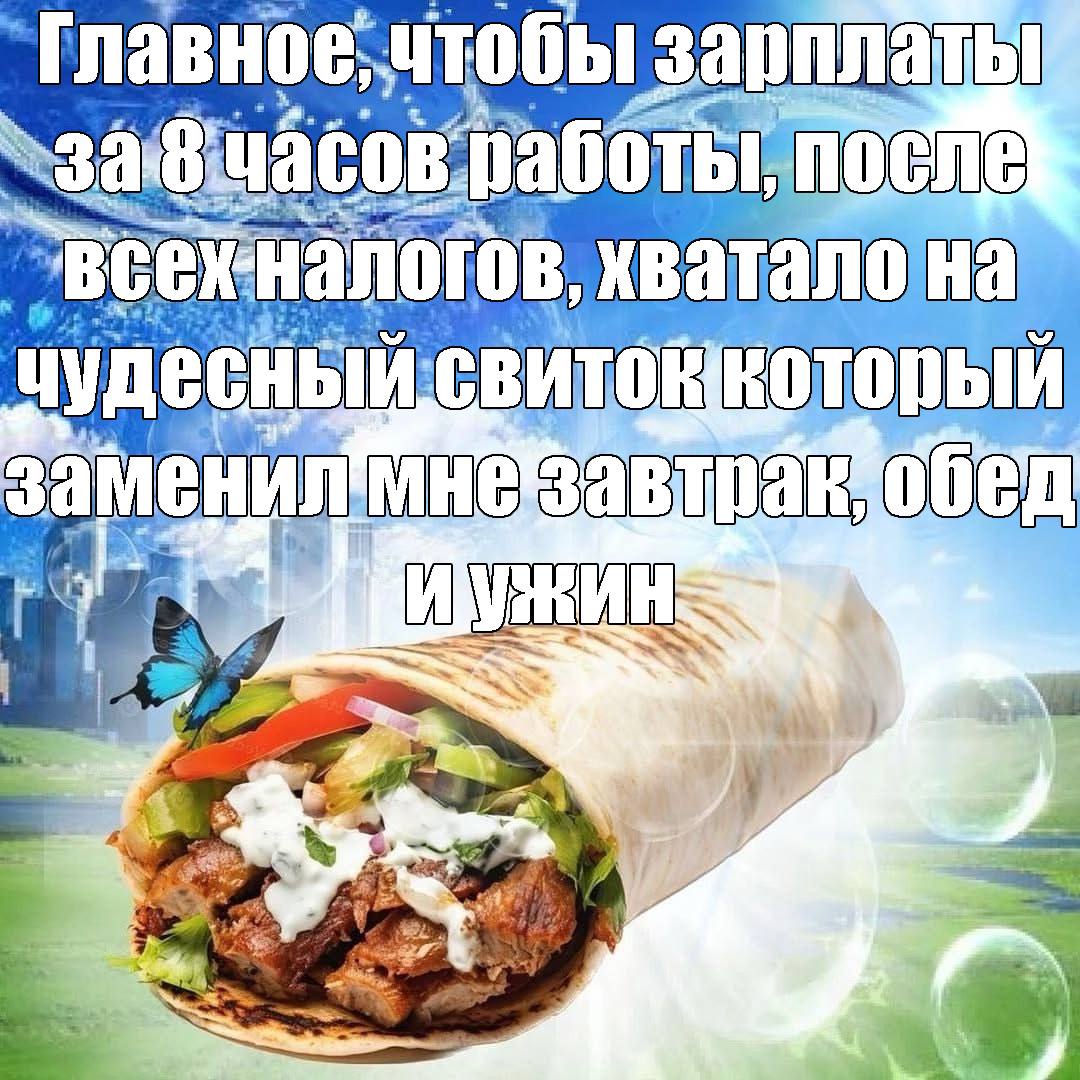 Главное, чтобы зарплаты
за 8 часов работы, после
всех налогов, хватало на
чудесный свиток который
заменил мне завтрак, обед
и ужин